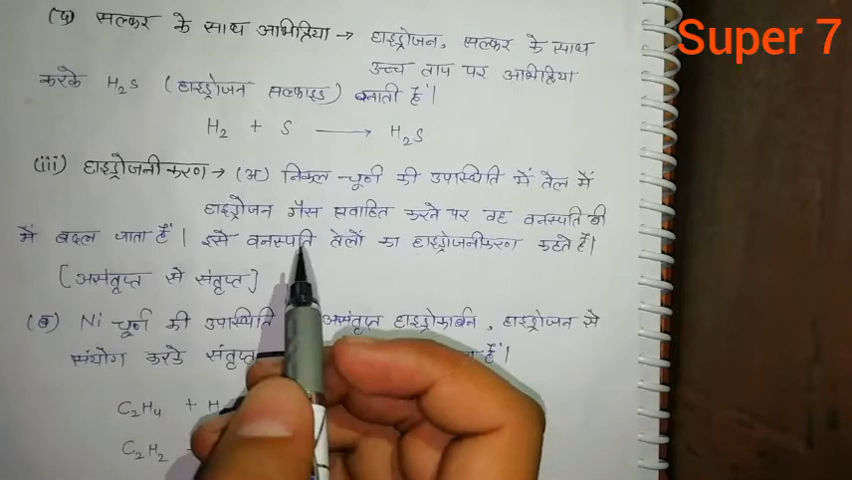 Super 7
(द) सल्फर के साथ अभिक्रिया → हाइड्रोजन, सल्फर के साथ
उच्च ताप पर अभिक्रिया
करके H₂S (हाइड्रोजन सल्फाइड) बनाती है।
H₂ + S ⟶ H₂S
(iii) हाइड्रोजनीकरण → (अ) निकल चूर्ण की उपस्थिति में तेल में
हाइड्रोजन गैस प्रवाहित करने पर वह वनस्पति घी
में बदल जाता है। इसे वनस्पति तेलों का हाइड्रोजनीकरण कहते हैं।
[असंतृप्त से संतृप्त]
(ब) Ni चूर्ण की उपस्थिति असंतृप्त हाइड्रोकार्बन, हाइड्रोजन से
संयोग करके संतृप्त हैं।
C₂H₄ + H
C₂H₂